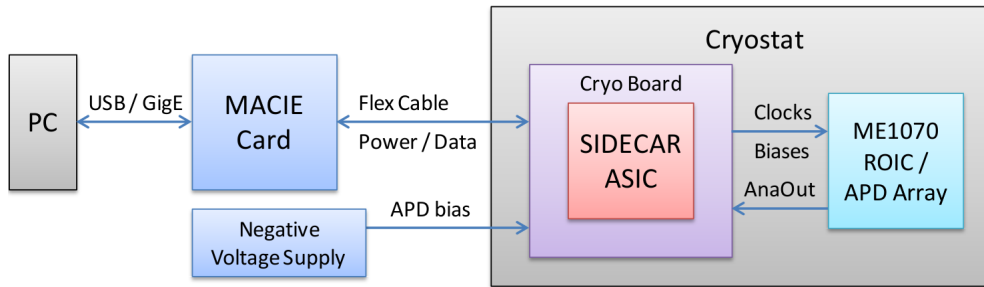 Cryostat
PC
USB / GigE
MACIE
Card
Flex Cable
Power / Data
Cryo Board
SIDECAR
ASIC
Clocks
Biases
AnaOut
ME1070
ROIC /
APD Array
Negative
Voltage Supply
APD bias